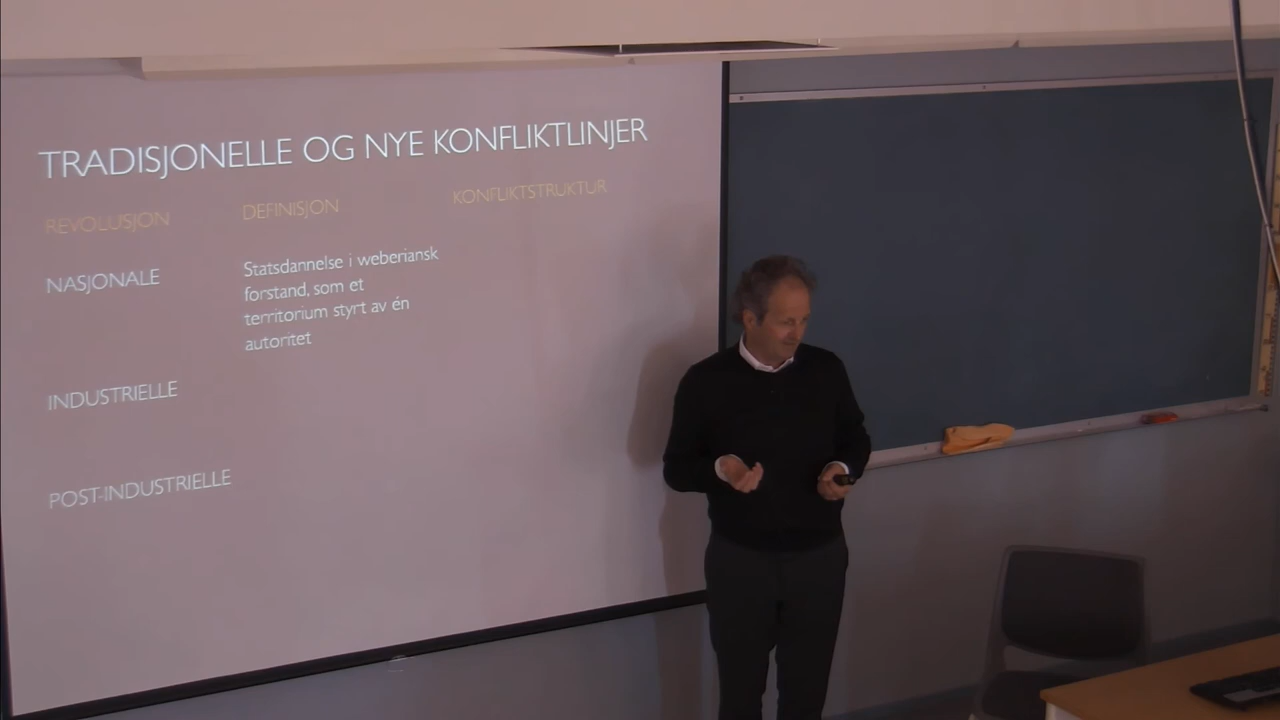 TRADISJONELLE OG NYE KONFLIKTLINJER
REVOLUSJON DEFINISJON KONFLIKTSTRUKTUR
NASJONALE
Statsdannelse i weberiansk
forstand, som et
territorium styrt av én
autoritet
INDUSTRIELLE
POST-INDUSTRIELLE